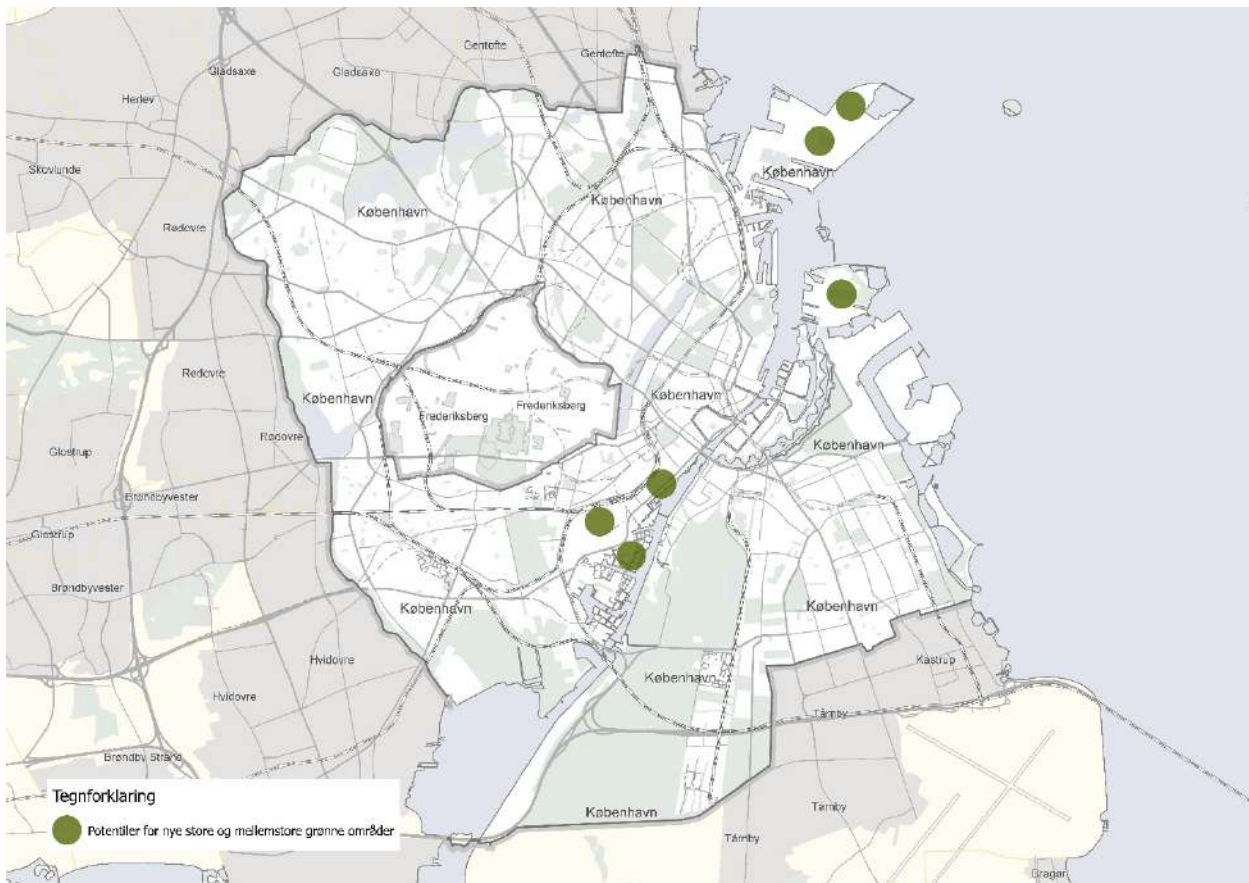 Gentofte
Gentofte
Gladsaxe
Gladsaxe
Herlev
Skovlunde
København
Rødovre
København
København
Rødovre
København
København
Frederiksberg
Frederiksberg
Rødovre
København
Glostrup
Brøndbyvester
Glostrup
Brøndbyvester
København
København
Hvidovre
Kastrup
København
Hvidovre
Tårnby
Brøndby Strand
Tegnforklaring
København
Tårnby
Potentiler for nye store og mellemstore grønne områder
Tårnby
Dragør